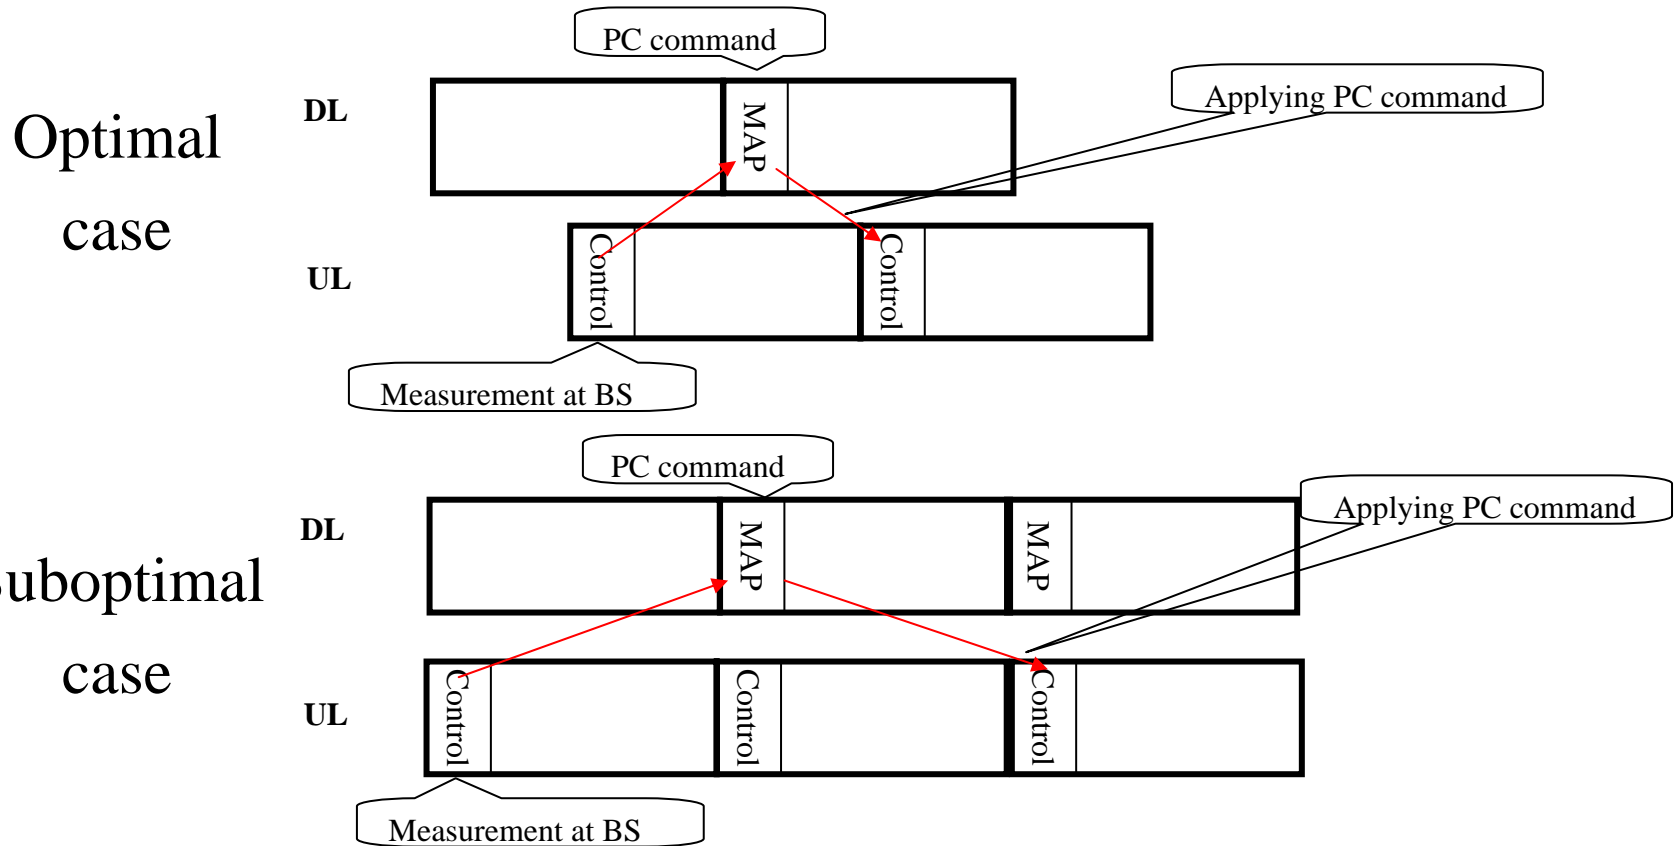 PC command
Applying PC command
Optimal
case
DL
MAP
UL
Control
Control
Measurement at BS
PC command
Applying PC command
uboptimal
case
DL
MAP
MAP
UL
Control
Control
Control
Measurement at BS